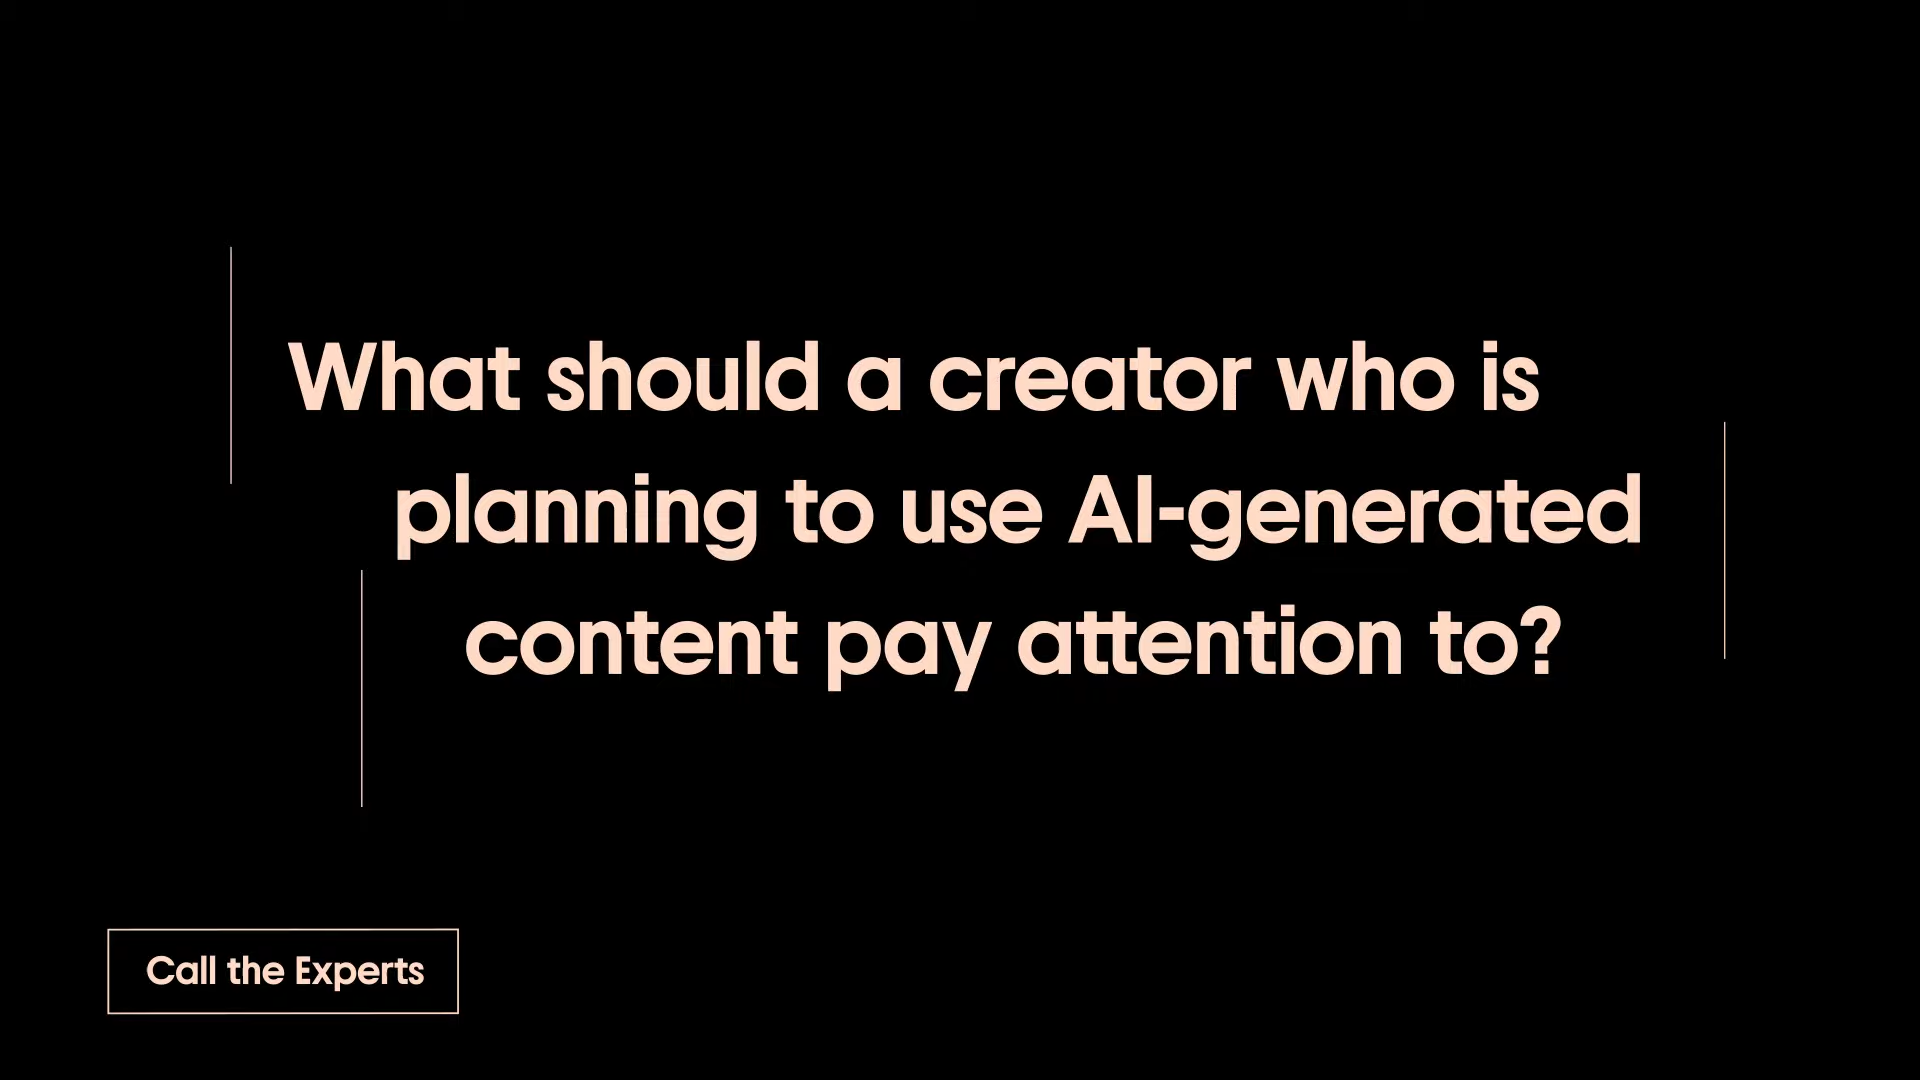 What should a creator who is
planning to use AI-generated
content pay attention to?
Call the Experts